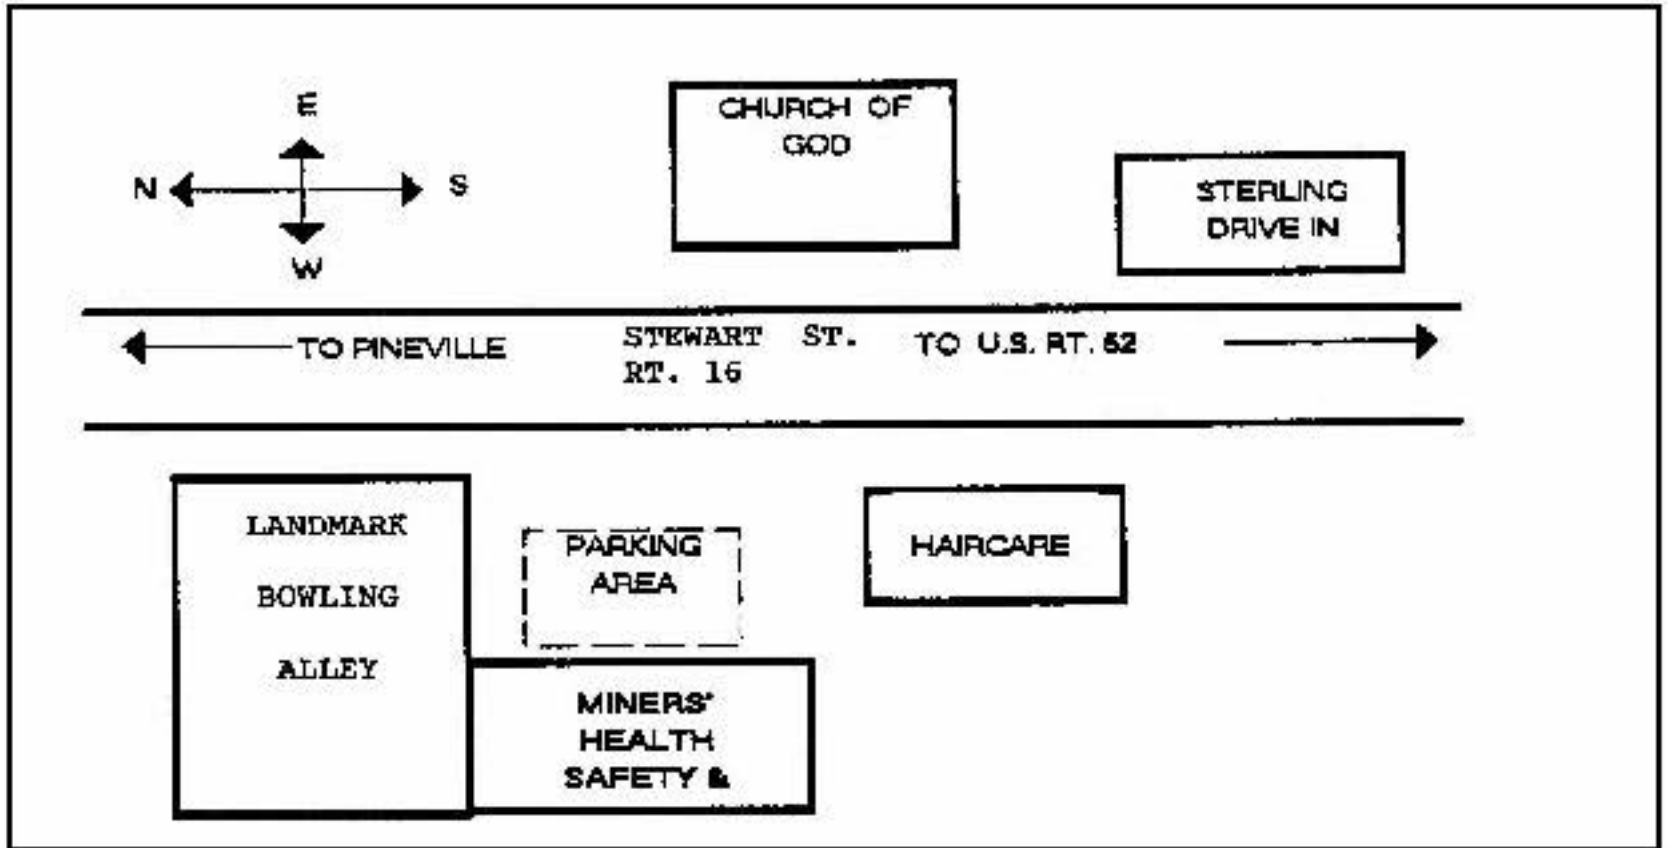 E
N S
W
CHURCH OF
GOD
STERLING
DRIVE IN
TO PINEVILLE
STEWART ST.
RT. 16
TO U.S. RT. 52
LANDMARK
BOWLING
ALLEY
PARKING
AREA
HAIRCARE
MINERS'
HEALTH
SAFETY &